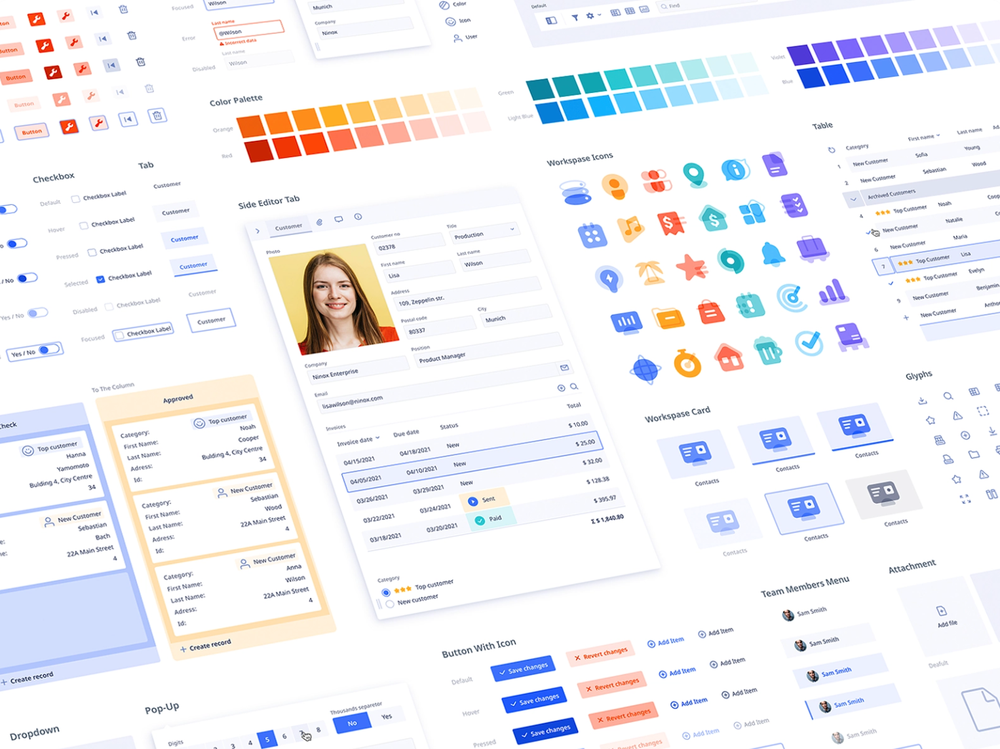 Focused
Wilson
Last name
@Wilson
Incorrect data
Error
Last name
Disabled
Wilson
Munich
Company
Ninox
Color
Icon
User
Default
Find
Button
Button
Button
Button
Button
Color Palette
Orange
Red
Green
Light Blue
Violet
Blue
Checkbox
Default
Checkbox Label
Hover
Checkbox Label
Pressed
Checkbox Label
Selected
Checkbox Label
Disabled
Checkbox Label
Focused
Checkbox Label
/ No
Yes / No
Yes / No
Tab
Customer
Customer
Customer
Customer
Customer
Customer
Side Editor Tab
Customer
Photo
Customer no
02378
Title
Production
First name
Lisa
Last name
Wilson
Address
109, Zeppelin str.
Postal code
80337
City
Munich
Company
Ninox Enterprise
Position
Product Manager
Email
lisawilson@ninox.com
Invoices
Invoice date
Due date
Status
Total
04/15/2021
04/18/2021
New
$ 10.00
04/05/2021
04/10/2021
New
$ 25.00
03/26/2021
03/29/2021
New
$ 32.00
03/22/2021
03/24/2021
Sent
$ 128.38
03/18/2021
03/20/2021
Paid
$ 395.97
Σ $ 1,840.80
Category
Top customer
New customer
Workspase Icons
Table
Category
First name
Last name
Ad
1
New Customer
Sofia
Young
2
New Customer
Sebastian
Wood
Archived Customers
4
Top Customer
Noah
Coop
New Customer
Natalie
6
New Customer
Maria
7
Top Customer
Lisa
Top Customer
Evelyn
9
New Customer
Benjamin
New Customer
Anthor
Workspase Card
Contacts
Contacts
Contacts
Contacts
Contacts
Contacts
Glyphs
To The Column
Check
Top customer
Hanna
Yamomoto
Bulding 4, City Centre
34
New Customer
Sebastian
Bach
22A Main Street
4
+ Create record
Approved
Top customer
Category:
Noah
First Name:
Cooper
Last Name:
Bulding 4, City Centre
Adress:
34
Id:
New Customer
Category:
Sebastian
First Name:
Wood
Last Name:
22A Main Street
Adress:
4
Id:
New Customer
Category:
Anna
First Name:
Wilson
Last Name:
22A Main Street
Adress:
4
Id:
+ Create record
Button With Icon
Default
Save changes
Revert changes
Add Item
Add Item
Hover
Save changes
Revert changes
Add Item
Add Item
Pressed
Save changes
Revert changes
Add Item
Add Item
Revert changes
Add Item
Add Item
Team Members Menu
Sam Smith
Sam Smith
Sam Smith
Sam Smith
Sam Smith
Attachment
Add file
Deafult
Dropdown
Pop-Up
Digits
3
4
5
6
7
8
Thousands separetor
No
Yes